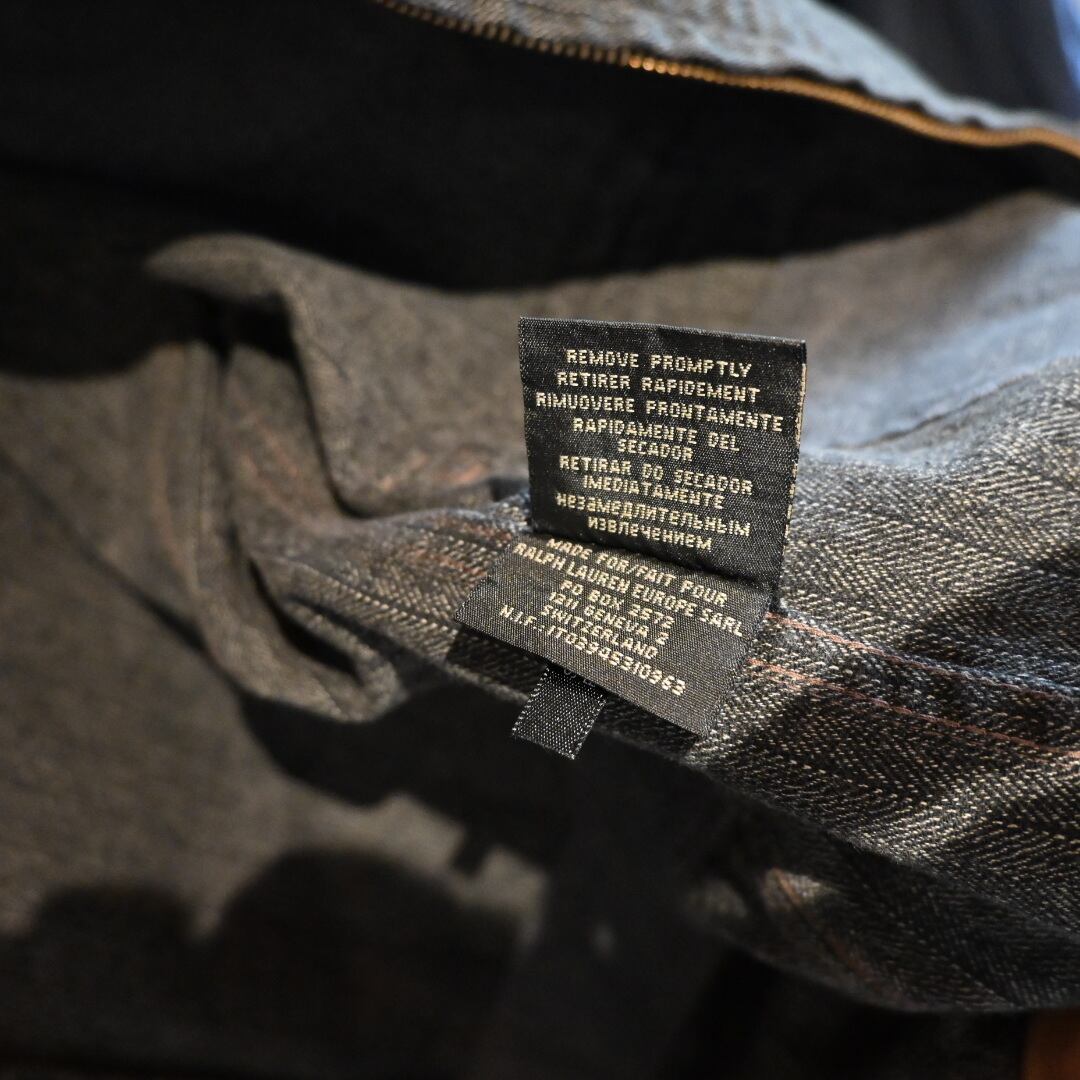 REMOVE PROMPTLY
RETIRER RAPIDEMENT
RIMUOVERE PRONTAMENTE
RAPIDAMENTE DEL
SECADOR
RETIRAR DO SECADOR
IMEDIATAMENTE
незамедлительным
извлечением
MADE FOR/FAIT POUR
RALPH LAUREN EUROPE SARL
PO BOX 2572
1211 GENEVA 2
SWITZERLAND
N.I.F.:IT02945310963